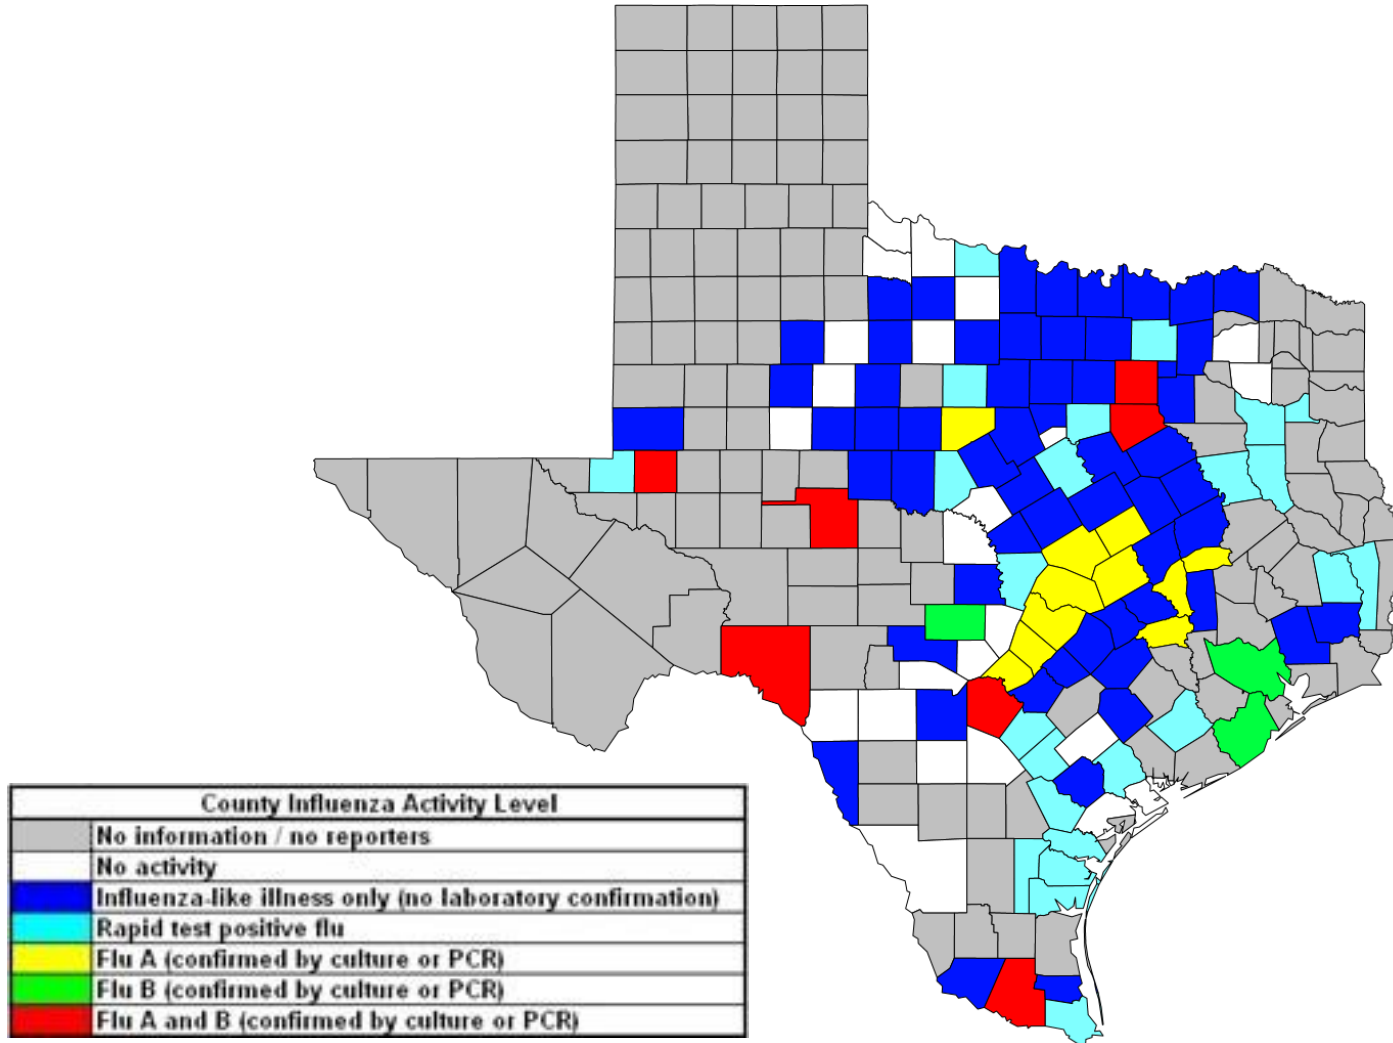 County Influenza Activity Level
No information / no reporters
No activity
Influenza-like illness only (no laboratory confirmation)
Rapid test positive flu
Flu A (confirmed by culture or PCR)
Flu B (confirmed by culture or PCR)
Flu A and B (confirmed by culture or PCR)